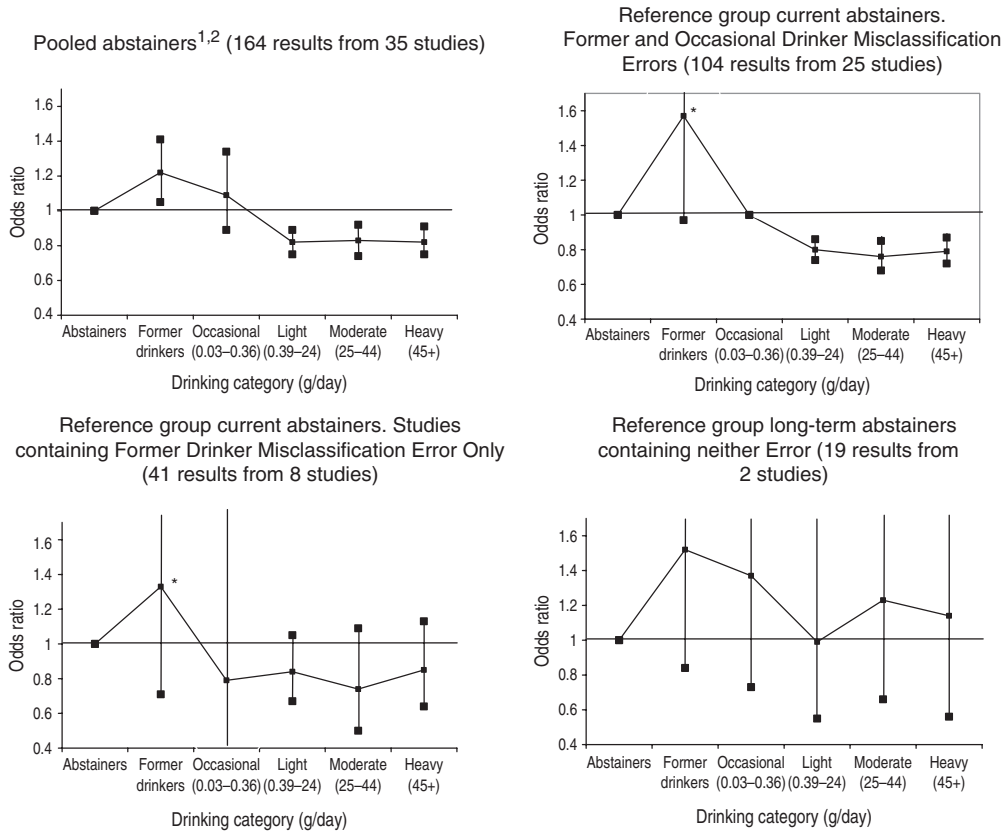 Pooled abstainers1,2 (164 results from 35 studies)
Odds ratio
1.6
1.4
1.2
1
0.8
0.6
0.4
Abstainers Former Occasional Light Moderate Heavy
drinkers (0.03–0.36) (0.39–24) (25–44) (45+)
Drinking category (g/day)
Reference group current abstainers.
Former and Occasional Drinker Misclassification
Errors (104 results from 25 studies)
Odds ratio
1.6
1.4
1.2
1
0.8
0.6
0.4
*
Abstainers Former Occasional Light Moderate Heavy
drinkers (0.03–0.36) (0.39–24) (25–44) (45+)
Drinking category (g/day)
Reference group current abstainers. Studies
containing Former Drinker Misclassification Error Only
(41 results from 8 studies)
Odds ratio
1.6
1.4
1.2
1
0.8
0.6
0.4
*
Abstainers Former Occasional Light Moderate Heavy
drinkers (0.03–0.36) (0.39–24) (25–44) (45+)
Drinking category (g/day)
Reference group long-term abstainers
containing neither Error (19 results from
2 studies)
Odds ratio
1.6
1.4
1.2
1
0.8
0.6
0.4
Abstainers Former Occasional Light Moderate Heavy
drinkers (0.03–0.36) (0.39–24) (25–44) (45+)
Drinking category (g/day)